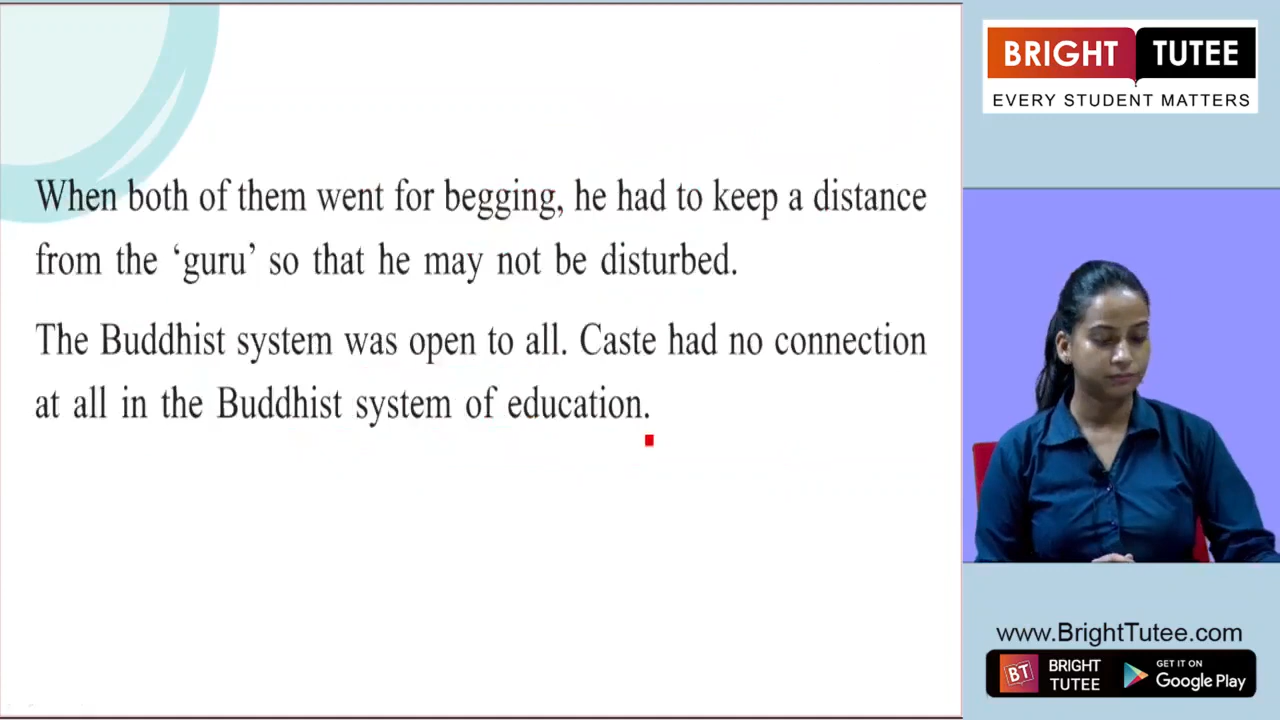 When both of them went for begging, he had to keep a distance
from the ‘guru’ so that he may not be disturbed.
The Buddhist system was open to all. Caste had no connection
at all in the Buddhist system of education.
BRIGHT TUTEE
EVERY STUDENT MATTERS
www.BrightTutee.com
BT
BRIGHT
TUTEE
GET IT ON
Google Play